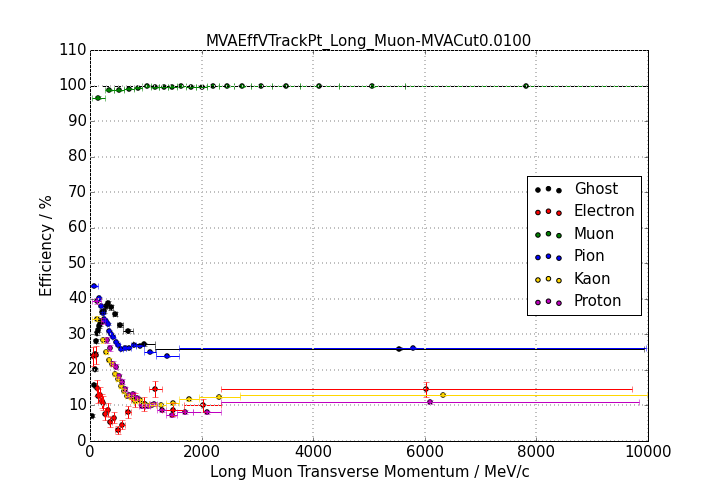 MVAEffVTrackPt_Long_Muon-MVACut0.0100
Efficiency / %
110
100
90
80
70
60
50
40
30
20
10
0
Ghost
Electron
Muon
Pion
Kaon
Proton
0 2000 4000 6000 8000 10000
Long Muon Transverse Momentum / MeV/c